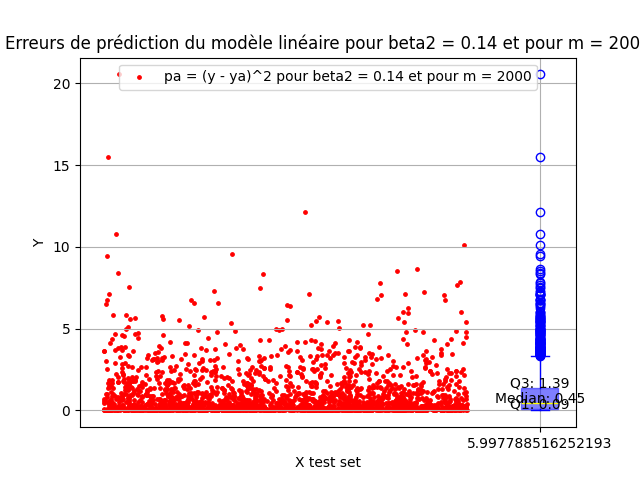 Erreurs de prédiction du modèle linéaire pour beta2 = 0.14 et pour m = 200
pa = (y - ya)^2 pour beta2 = 0.14 et pour m = 2000
20
15
10
5
0
Y
Q3: 1.39
Median: 0.45
Q1: 0.09
5.997788516252193
X test set